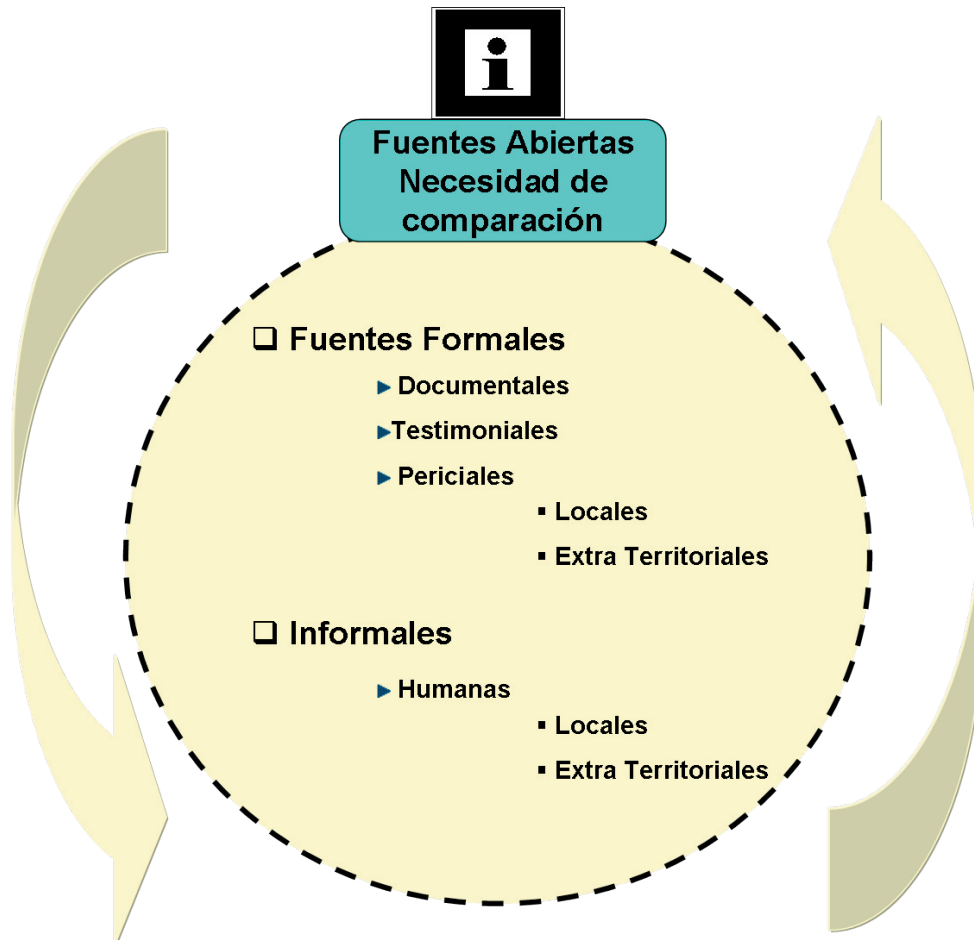 i
Fuentes Abiertas
Necesidad de
comparación
Fuentes Formales
Documentales
Testimoniales
Periciales
Locales
Extra Territoriales
Informales
Humanas
Locales
Extra Territoriales